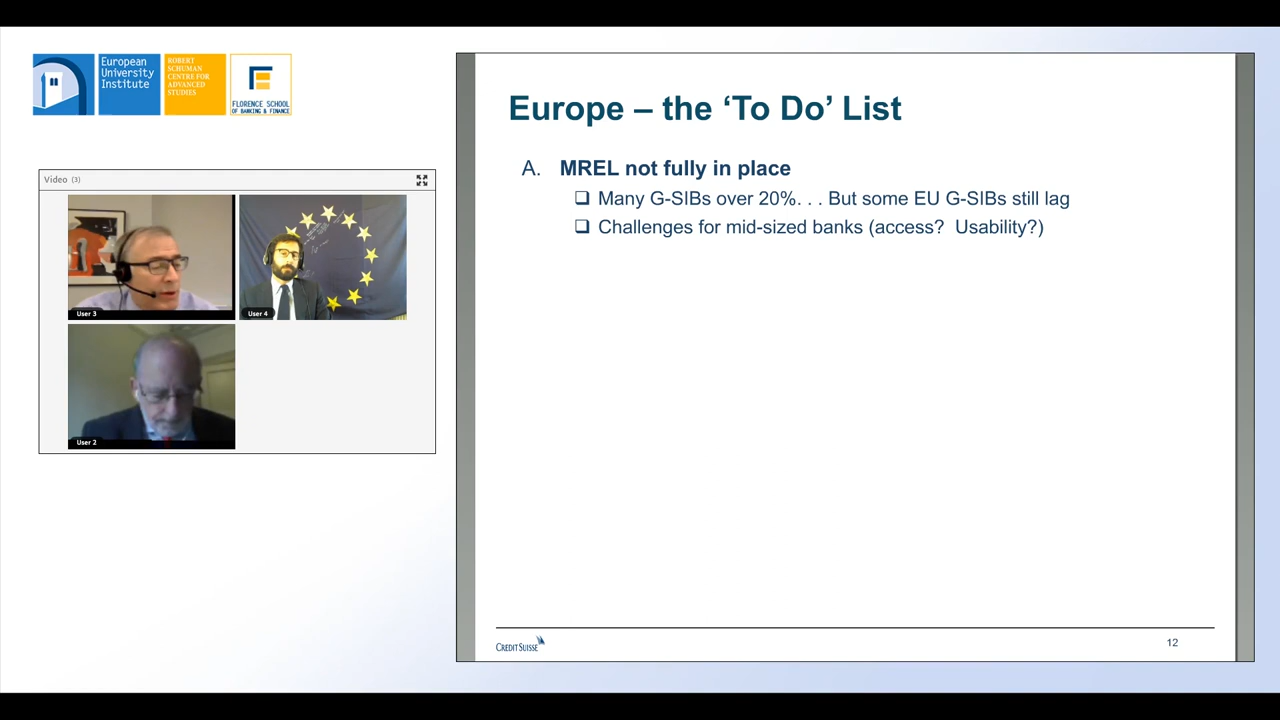 European
University
Institute
ROBERT
SCHUMAN
CENTRE FOR
ADVANCED
STUDIES
FLORENCE SCHOOL
OF BANKING & FINANCE
Video (3)
User 3
User 4
User 2
Europe – the ‘To Do’ List
A. MREL not fully in place
❑ Many G-SIBs over 20%. . . But some EU G-SIBs still lag
❑ Challenges for mid-sized banks (access? Usability?)
CREDIT SUISSE
12